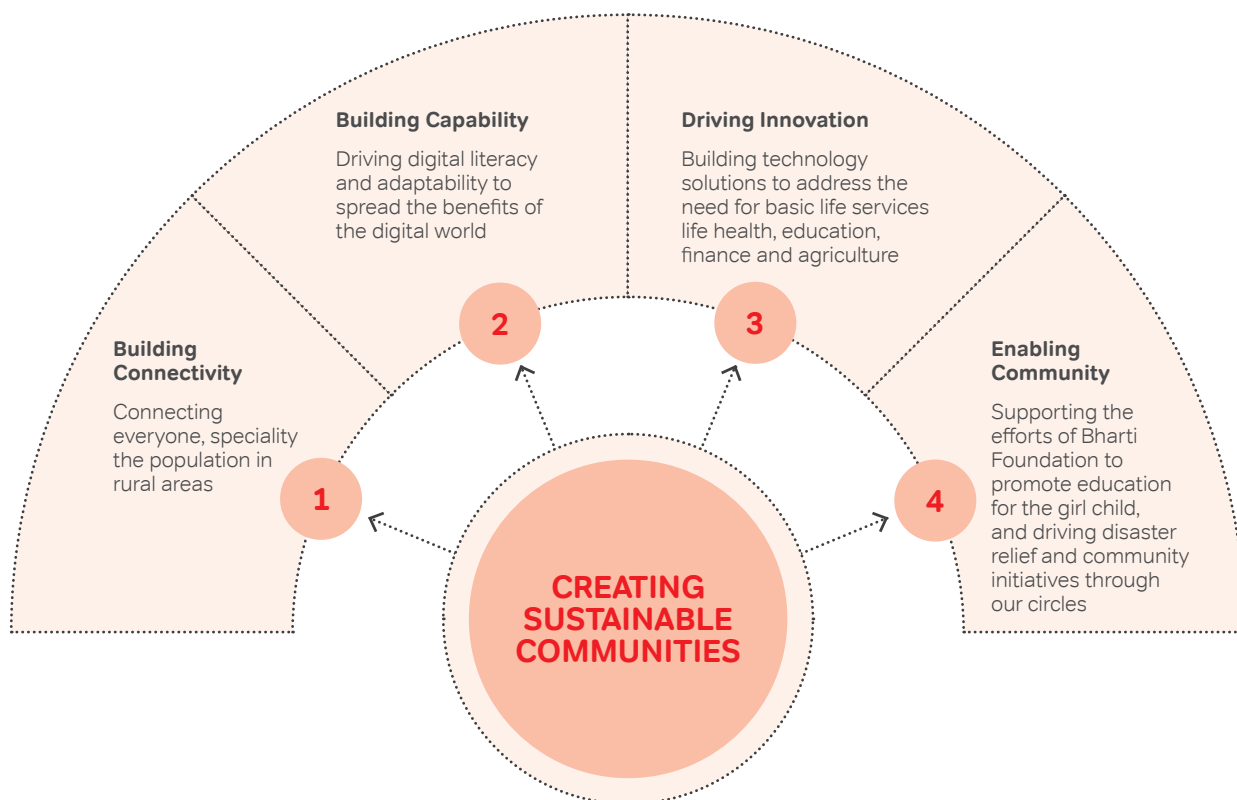 Building
Connectivity
Connecting
everyone, speciality
the population in
rural areas
1
Building Capability
Driving digital literacy
and adaptability to
spread the benefits of
the digital world
2
Driving Innovation
Building technology
solutions to address the
need for basic life services
life health, education,
finance and agriculture
3
Enabling
Community
Supporting the
efforts of Bharti
Foundation to
promote education
for the girl child,
and driving disaster
relief and community
initiatives through
our circles
4
CREATING
SUSTAINABLE
COMMUNITIES